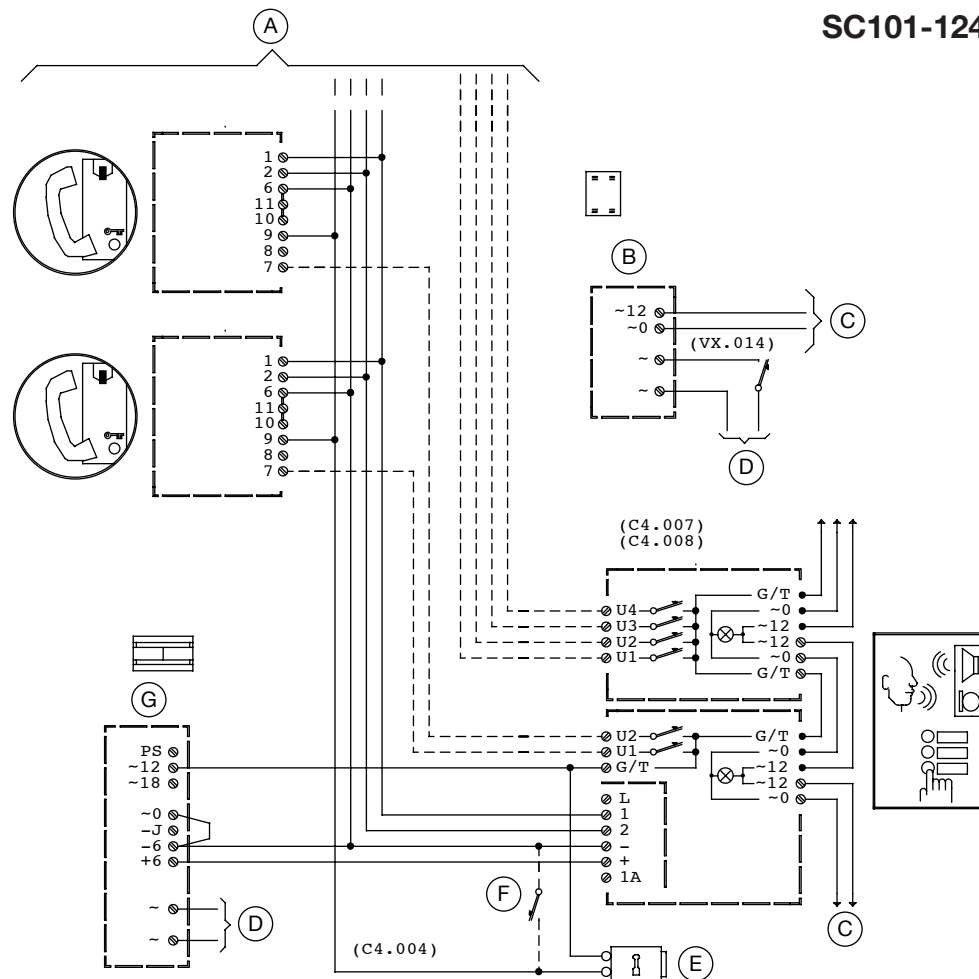 SC101-124
A
1
2
6
11
10
9
8
7
B
~12
~0
~
~
(VX.014)
C
D
1
2
6
11
10
9
8
7
(C4.007)
(C4.008)
U4
U3
U2
U1
G/T
~0
~12
~12
~0
G/T
G
PS
~12
~18
~0
-J
-6
+6
~
~
D
U2
U1
G/T
L
1
2
-
+
1A
G/T
~0
~12
~12
~0
F
(C4.004)
E
C